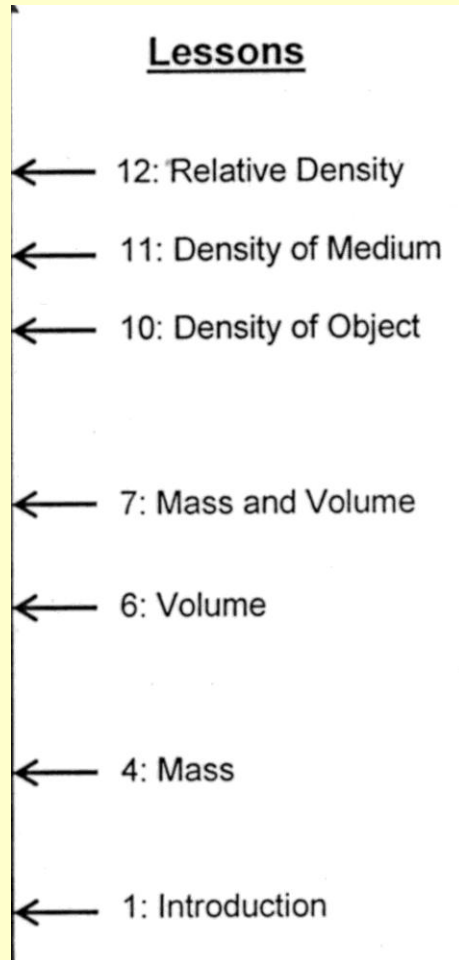 Lessons
12: Relative Density
11: Density of Medium
10: Density of Object
7: Mass and Volume
6: Volume
4: Mass
1: Introduction